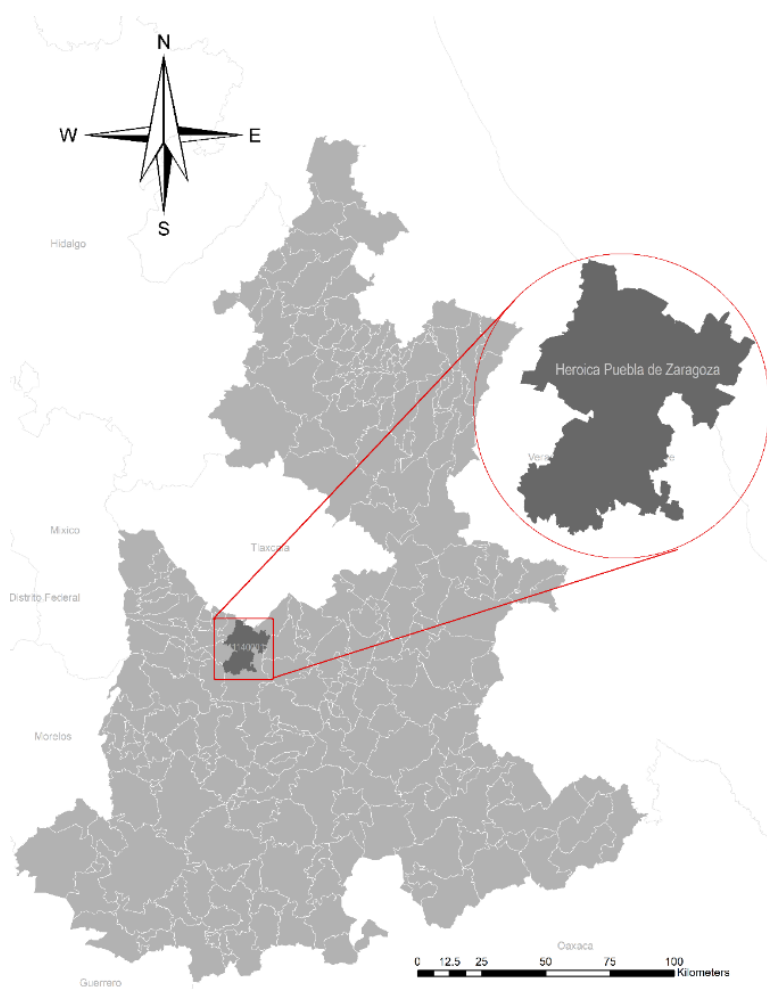 N
W E
S
Hidalgo
Heroica Puebla de Zaragoza
Mixico
Tlaxcala
Distrito Federal
Morelos
Oaxaca
0 12.5 25 50 75 100
Kilometers
Guerrero